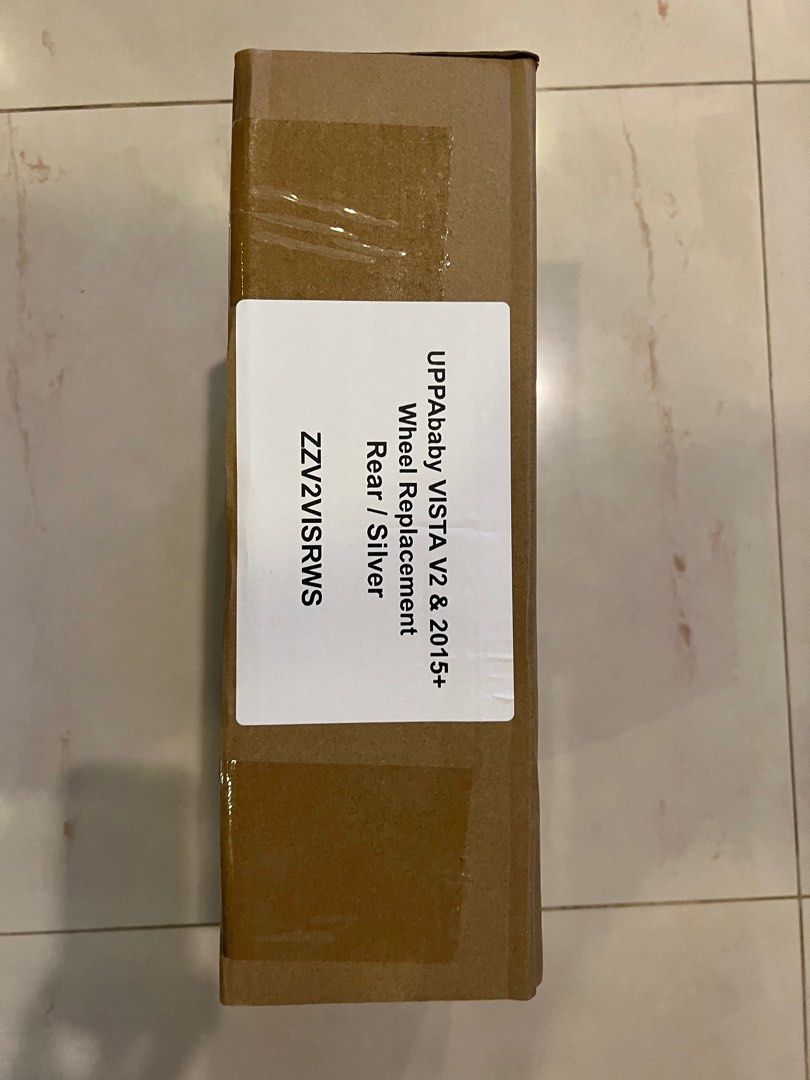 UPPAbaby VISTA V2 & 2015+
Wheel Replacement
Rear / Silver
ZZV2VISRWS